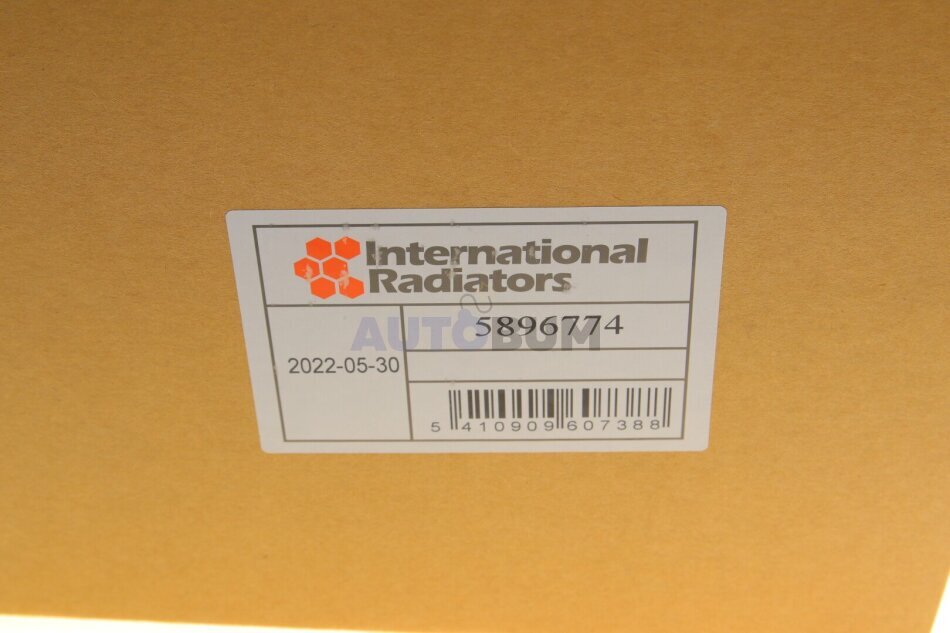 International
Radiators
AUTOBUM
5896774
2022-05-30
5 410909 607388